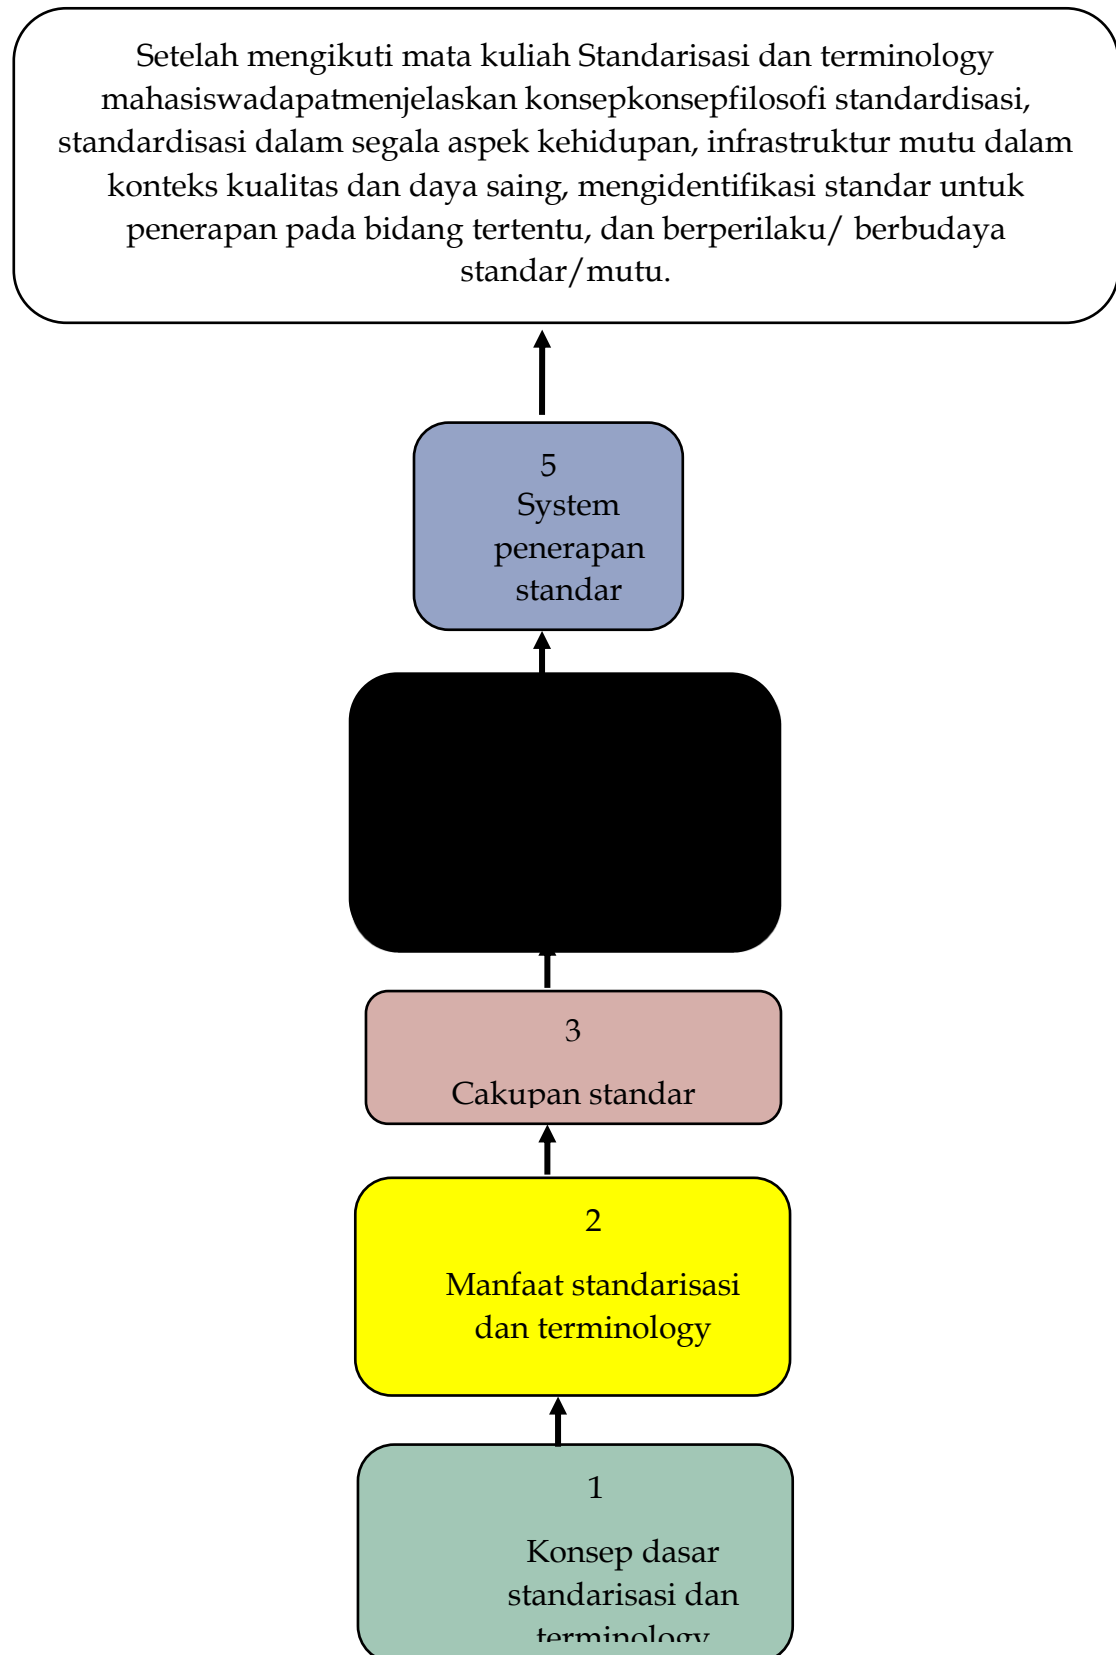 Setelah mengikuti mata kuliah Standarisasi dan terminology
mahasiswadapatmenjelaskan konsepkonsepfilosofi standardisasi,
standardisasi dalam segala aspek kehidupan, infrastruktur mutu dalam
konteks kualitas dan daya saing, mengidentifikasi standar untuk
penerapan pada bidang tertentu, dan berperilaku/ berbudaya
standar/mutu.
5
System
penerapan
standar
3
Cakupan standar
2
Manfaat standarisasi
dan terminology
1
Konsep dasar
standarisasi dan
terminology